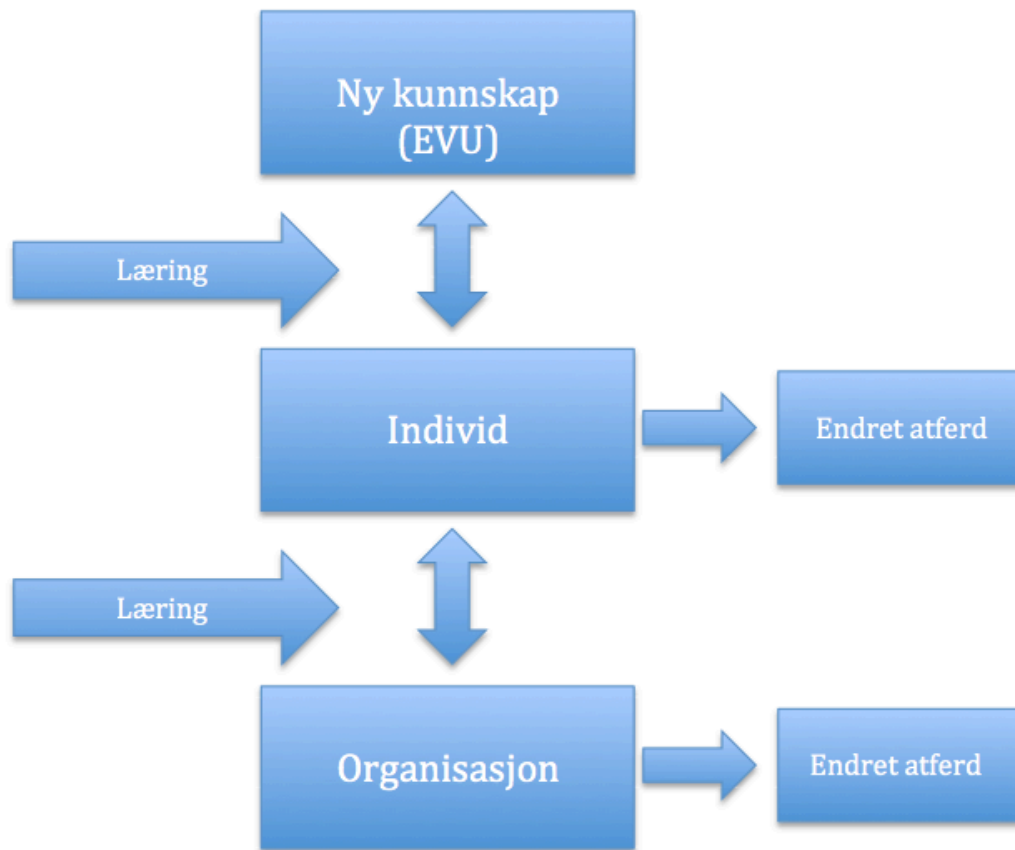 Ny kunnskap
(EVU)
Læring
Individ
Endret atferd
Læring
Organisasjon
Endret atferd